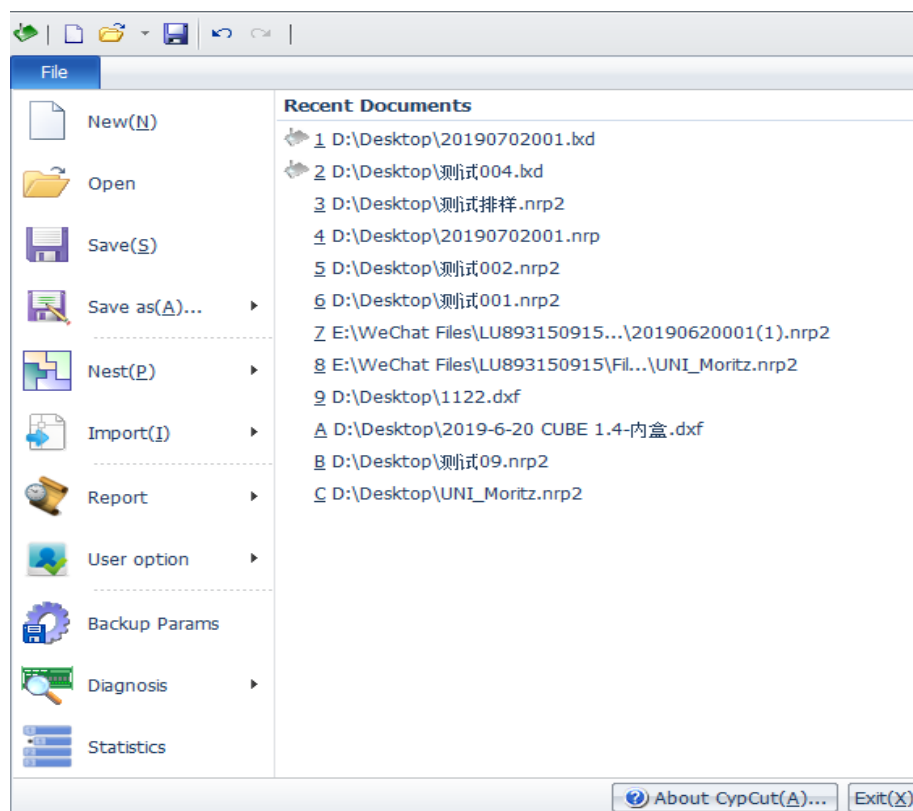 File
New(N)
Open
Save(S)
Save as(A)...
Nest(P)
Import(I)
Report
User option
Backup Params
Diagnosis
Statistics
Recent Documents
1 D:\Desktop\20190702001.lxd
2 D:\Desktop\测试004.lxd
3 D:\Desktop\测试排样.nrp2
4 D:\Desktop\20190702001.nrp
5 D:\Desktop\测试002.nrp2
6 D:\Desktop\测试001.nrp2
7 E:\WeChat Files\LU893150915...\20190620001(1).nrp2
8 E:\WeChat Files\LU893150915\Fil...\UNI_Moritz.nrp2
9 D:\Desktop\1122.dxf
A D:\Desktop\2019-6-20 CUBE 1.4-内盒.dxf
B D:\Desktop\测试09.nrp2
C D:\Desktop\UNI_Moritz.nrp2
About CypCut(A)...
Exit(X)